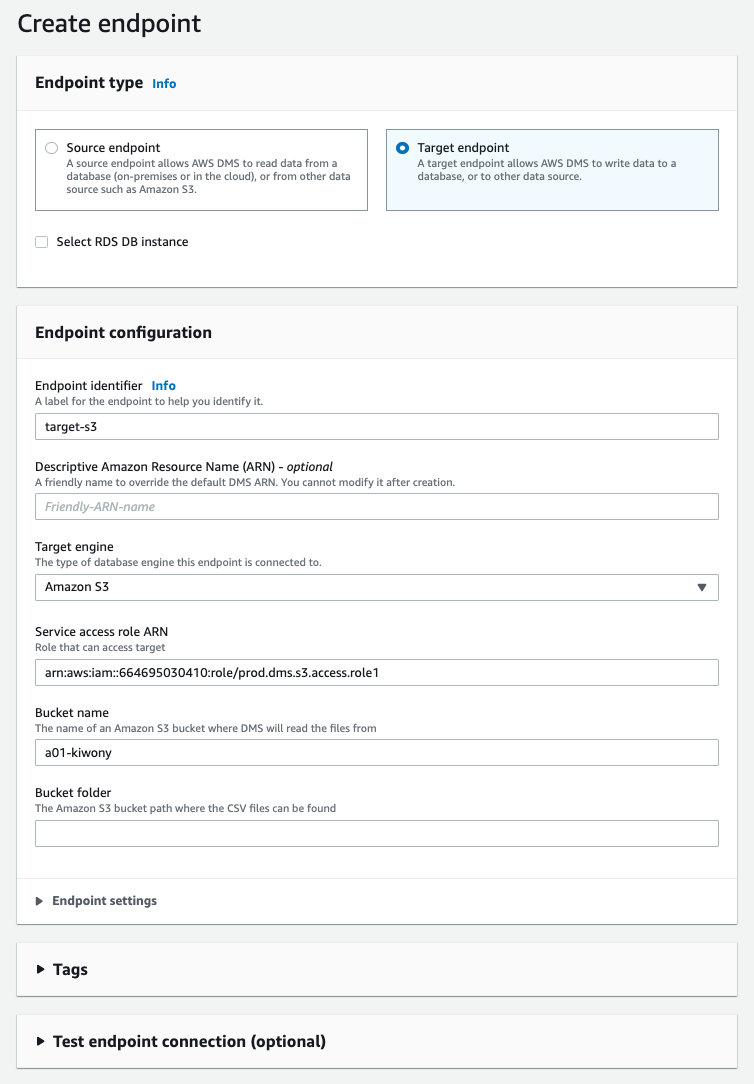 Create endpoint
Endpoint type Info
Source endpoint
A source endpoint allows AWS DMS to read data from a
database (on-premises or in the cloud), or from other data
source such as Amazon S3.
Target endpoint
A target endpoint allows AWS DMS to write data to a
database, or to other data source.
Select RDS DB instance
Endpoint configuration
Endpoint identifier Info
A label for the endpoint to help you identify it.
target-s3
Descriptive Amazon Resource Name (ARN) - optional
A friendly name to override the default DMS ARN. You cannot modify it after creation.
Friendly-ARN-name
Target engine
The type of database engine this endpoint is connected to.
Amazon S3
Service access role ARN
Role that can access target
arn:aws:iam::664695030410:role/prod.dms.s3.access.role1
Bucket name
The name of an Amazon S3 bucket where DMS will read the files from
a01-kiwony
Bucket folder
The Amazon S3 bucket path where the CSV files can be found
Endpoint settings
Tags
Test endpoint connection (optional)